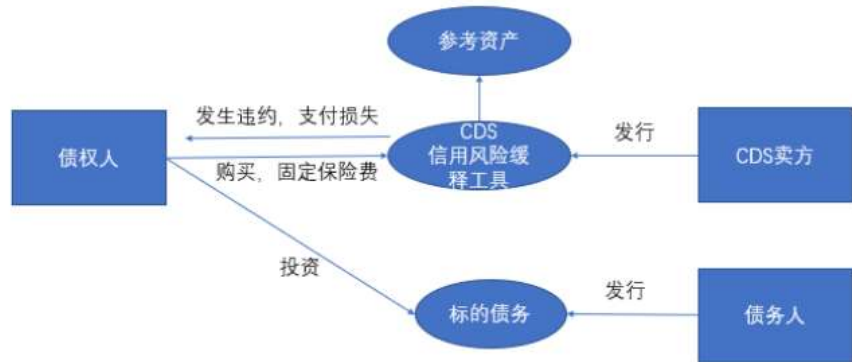 参考资产
发生违约，支付损失
债权人
CDS
信用风险缓
释工具
发行
CDS卖方
购买，固定保险费
投资
标的债务
发行
债务人